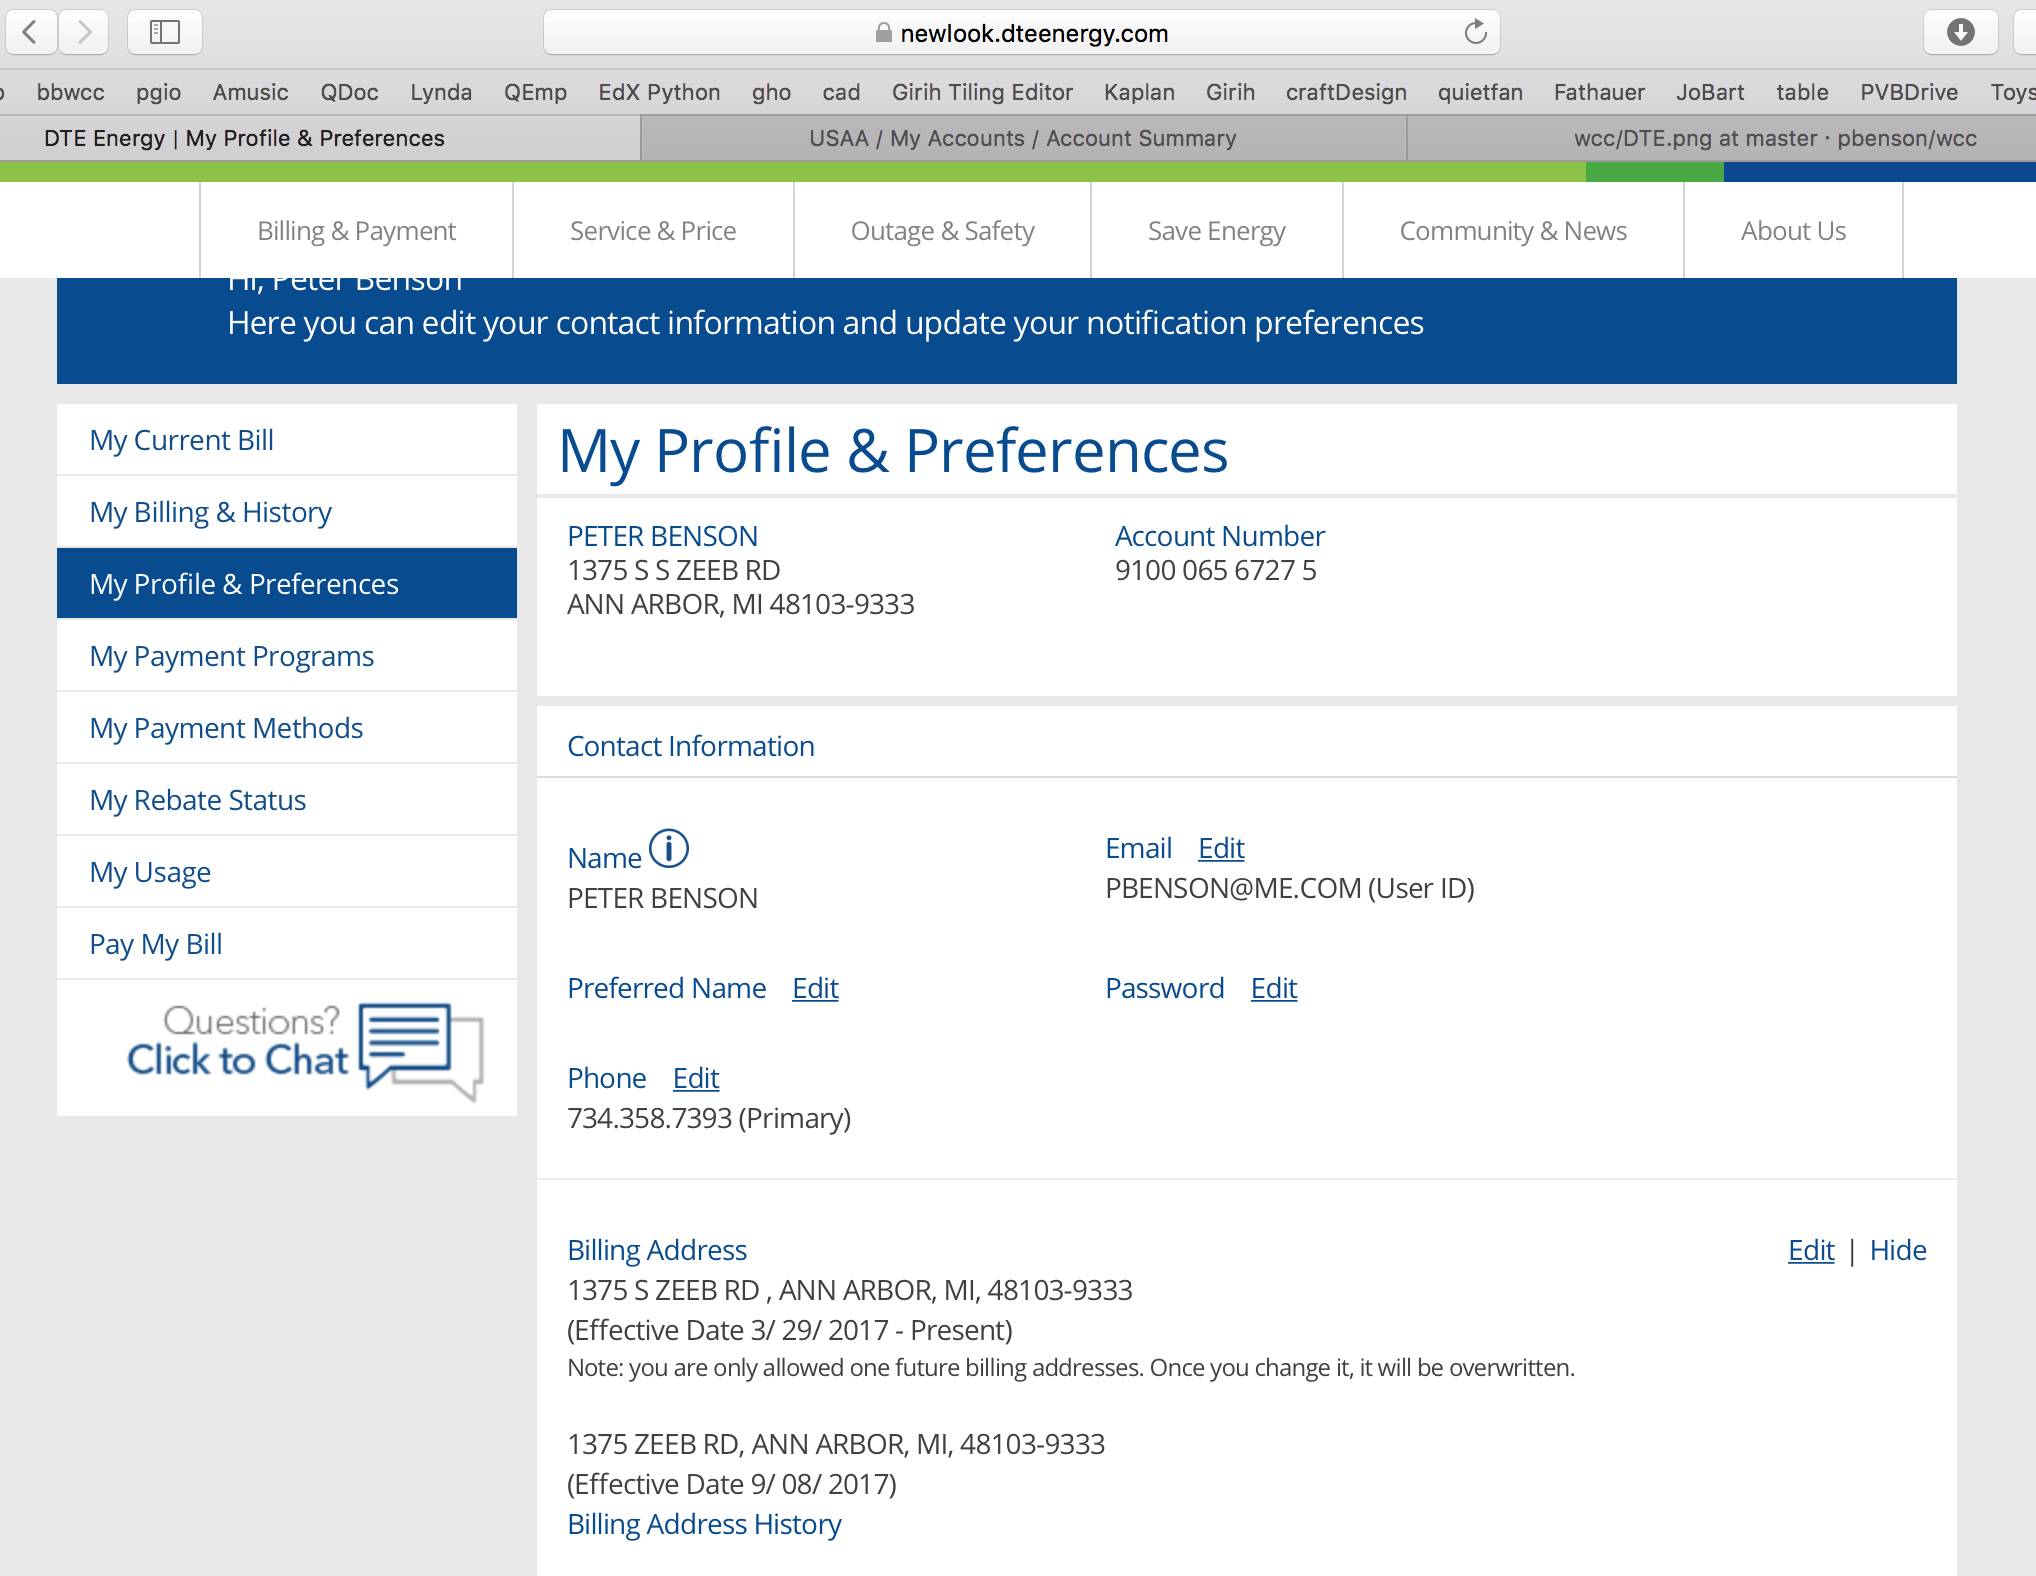 newlook.dteenergy.com
bbwcc pgio Amusic QDoc Lynda QEmp EdX Python gho cad Girih Tiling Editor Kaplan Girih craftDesign quietfan Fathauer JoBart table PVBDrive Toys
DTE Energy | My Profile & Preferences
USAA / My Accounts / Account Summary
wcc/DTE.png at master · pbenson/wcc
Billing & Payment
Service & Price
Outage & Safety
Save Energy
Community & News
About Us
Hi, Peter Benson
Here you can edit your contact information and update your notification preferences
My Current Bill
My Billing & History
My Profile & Preferences
My Payment Programs
My Payment Methods
My Rebate Status
My Usage
Pay My Bill
Questions?
Click to Chat
My Profile & Preferences
PETER BENSON
1375 S S ZEEB RD
ANN ARBOR, MI 48103-9333
Account Number
9100 065 6727 5
Contact Information
Name
PETER BENSON
Email Edit
PBENSON@ME.COM (User ID)
Preferred Name Edit
Password Edit
Phone Edit
734.358.7393 (Primary)
Billing Address
Edit | Hide
1375 S ZEEB RD , ANN ARBOR, MI, 48103-9333
(Effective Date 3/ 29/ 2017 - Present)
Note: you are only allowed one future billing addresses. Once you change it, it will be overwritten.
1375 ZEEB RD, ANN ARBOR, MI, 48103-9333
(Effective Date 9/ 08/ 2017)
Billing Address History